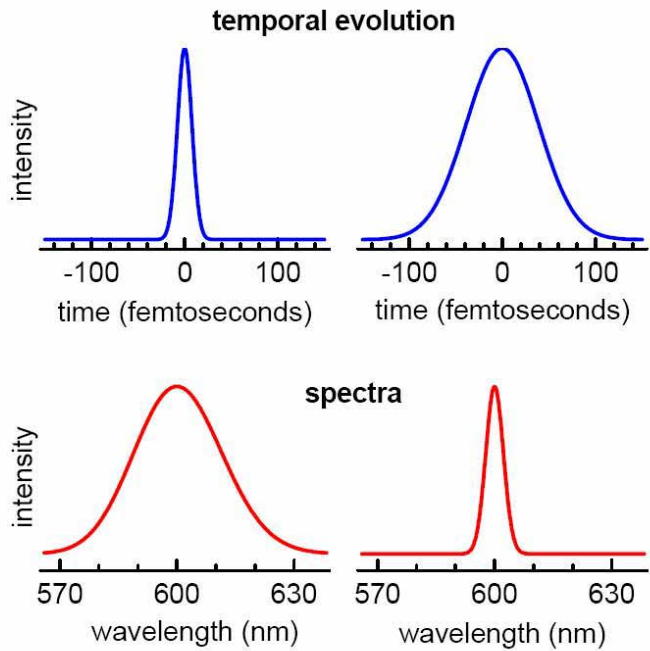 temporal evolution
intensity
-100 0 100 -100 0 100
time (femtoseconds) time (femtoseconds)
spectra
intensity
570 600 630 570 600 630
wavelength (nm) wavelength (nm)